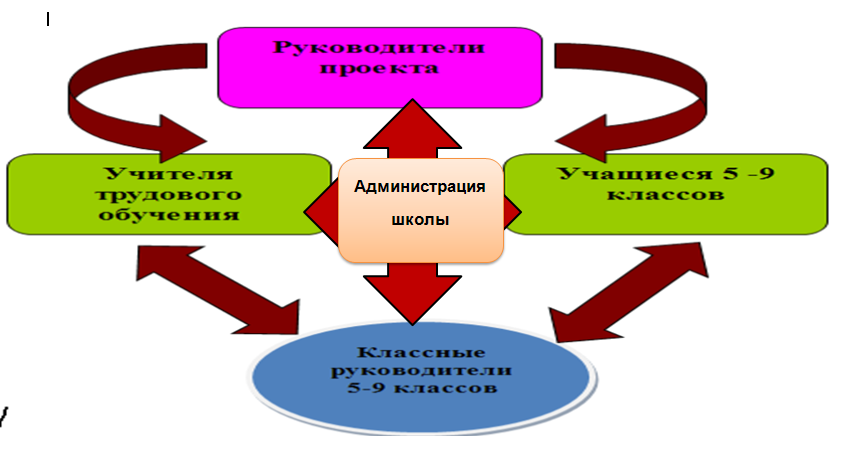 Руководители
проекта
Учителя
трудового
обучения
Администрация
школы
Учащиеся 5 -9
классов
Классные
руководители
5-9 классов